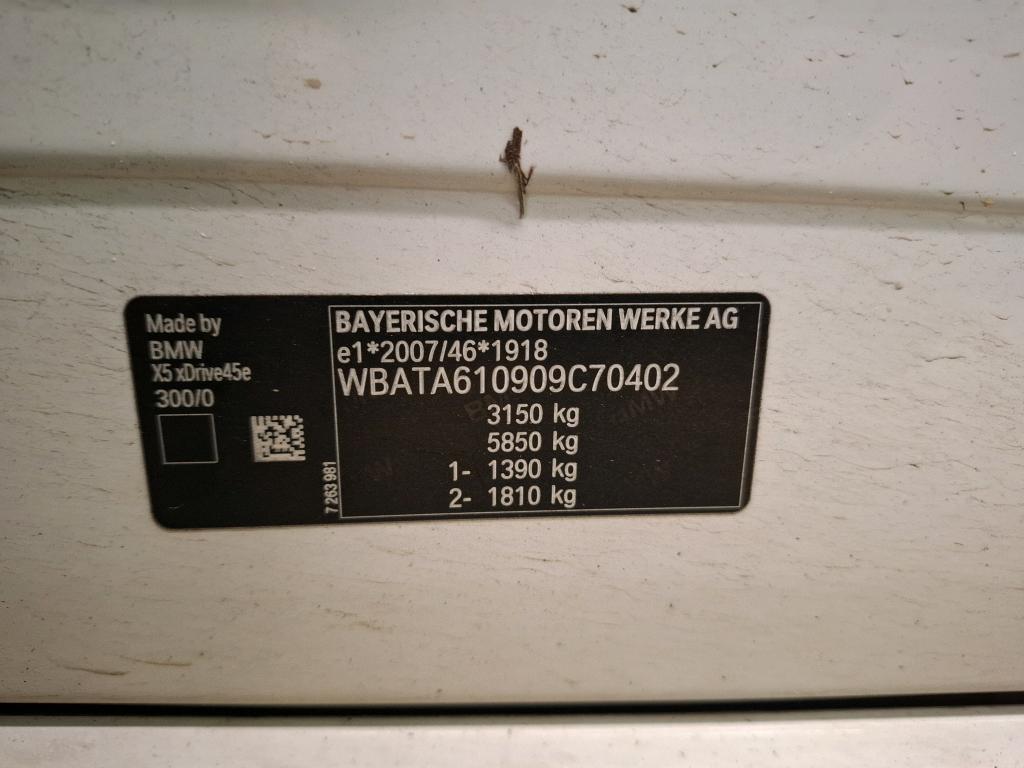 Made by
BMW
X5 xDrive45e
300/0
7 263 981
BAYERISCHE MOTOREN WERKE AG
e1*2007/46*1918
WBATA610909C70402
3150 kg
5850 kg
1- 1390 kg
2- 1810 kg